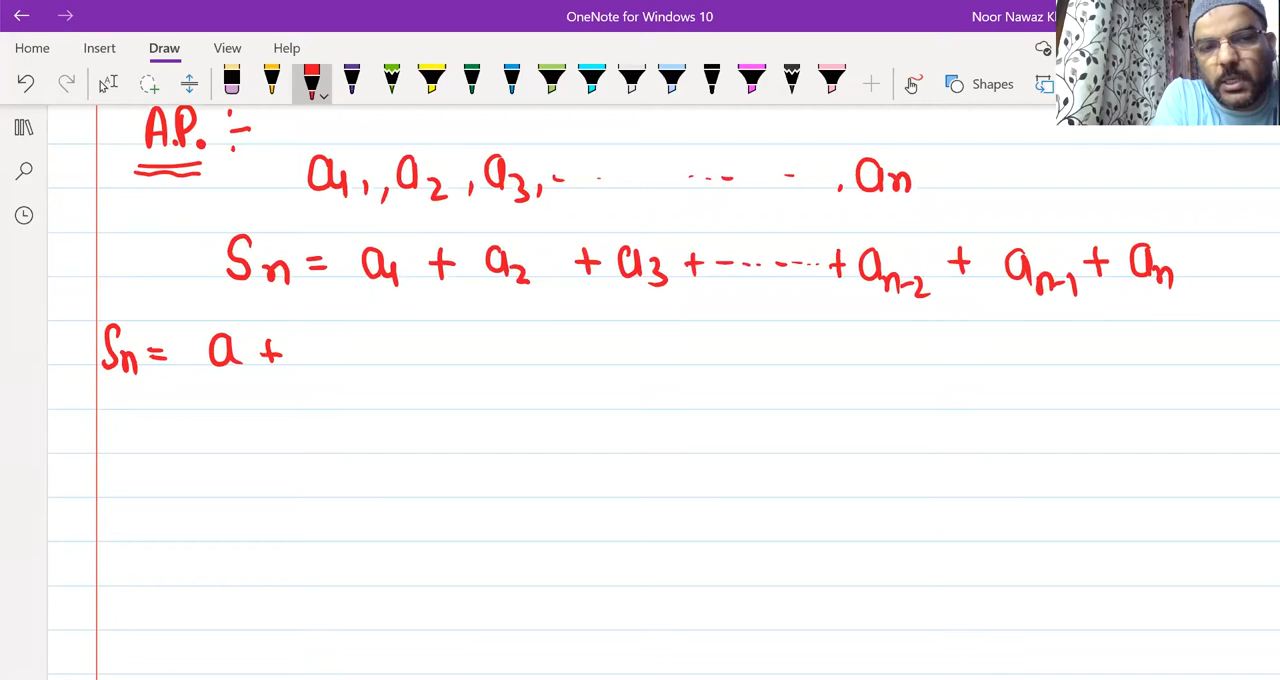 OneNote for Windows 10
Noor Nawaz Kh
Home Insert Draw View Help
Shapes
A.P. :-
a1, a2, a3, - . ... - . an
Sn = a1 + a2 + a3 + ------- + an-2 + an-1 + an
Sn = a +